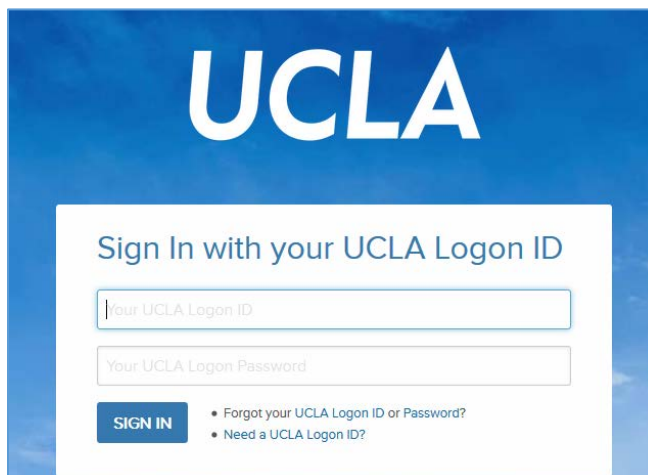 UCLA
Sign In with your UCLA Logon ID
Your UCLA Logon ID
Your UCLA Logon Password
SIGN IN
• Forgot your UCLA Logon ID or Password?
• Need a UCLA Logon ID?